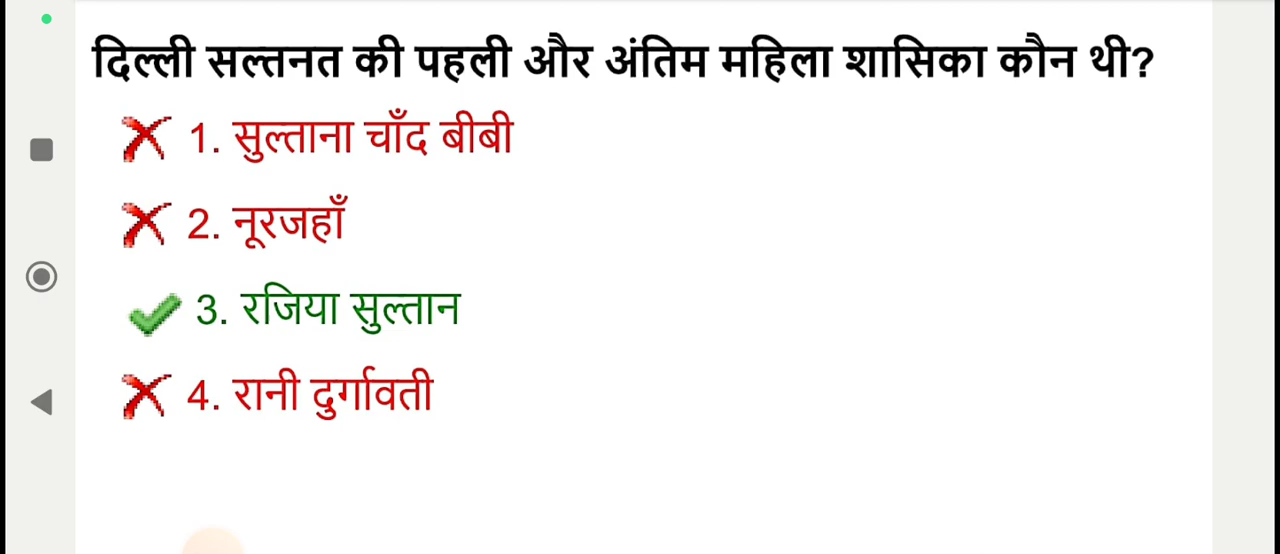 दिल्ली सल्तनत की पहली और अंतिम महिला शासिका कौन थी?
1. सुल्ताना चाँद बीबी
2. नूरजहाँ
3. रजिया सुल्तान
4. रानी दुर्गावती